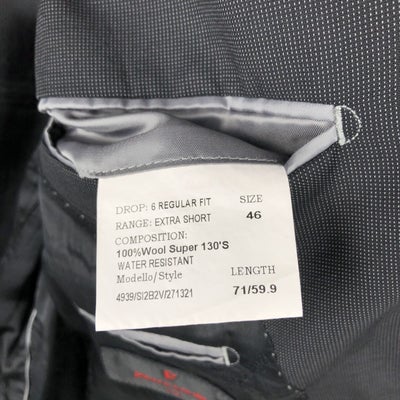 DROP: 6 REGULAR FIT SIZE
RANGE: EXTRA SHORT 46
COMPOSITION:
100%Wool Super 130'S
WATER RESISTANT
Modello/Style LENGTH
4939/SI2B2V/271321 71/59.9